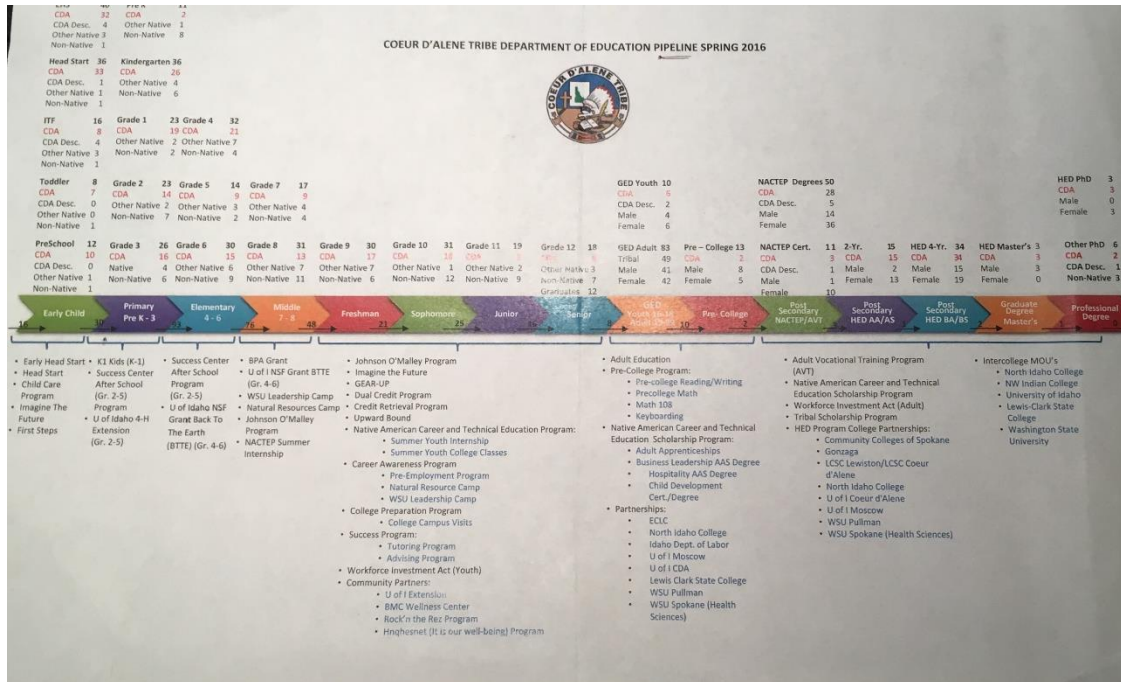 CDA 32 CDA 2
CDA Desc. 4 Other Native 1
Other Native 3 Non-Native 8
Non-Native 1
COEUR D'ALENE TRIBE DEPARTMENT OF EDUCATION PIPELINE SPRING 2016
COEUR D'ALENE TRIBE
Head Start 36 Kindergarten 36
CDA 33 CDA 26
CDA Desc. 1 Other Native 4
Other Native 1 Non-Native 6
Non-Native 1
ITF 16 Grade 1 23 Grade 4 32
CDA 8 CDA 19 CDA 21
CDA Desc. 4 Other Native 2 Other Native 7
Other Native 3 Non-Native 2 Non-Native 4
Non-Native 1
Toddler 8 Grade 2 23 Grade 5 14 Grade 7 17
CDA 7 CDA 14 CDA 9 CDA 9
CDA Desc. 0 Other Native 2 Other Native 3 Other Native 4
Other Native 0 Non-Native 7 Non-Native 2 Non-Native 4
Non-Native 1
GED Youth 10
CDA 6
CDA Desc. 2
Male 4
Female 6
NACTEP Degrees 50
CDA 28
CDA Desc. 5
Male 14
Female 36
HED PhD 3
CDA 3
Male 0
Female 3
PreSchool 12
CDA 10
CDA Desc. 0
Other Native 1
Non-Native 1
Grade 3 26
CDA 16
Native 4
Non-Native 6
Grade 6 30
CDA 15
Other Native 6
Non-Native 9
Grade 8 31
CDA 13
Other Native 7
Non-Native 11
Grade 9 30
CDA 17
Other Native 7
Non-Native 6
Grade 10 31
CDA
Other Native 1
Non-Native 12
Grade 11 19
CDA
Other Native 2
Non-Native 9
Grade 12 18
Other Native 3
Non-Native 7
Graduates 12
GED Adult 83
Tribal 49
Male 41
Female 42
Pre – College 13
CDA 2
Male 8
Female 5
NACTEP Cert. 11
CDA 3
CDA Desc. 1
Male 1
Female 10
2-Yr. 15
CDA 15
Male 2
Female 13
HED 4-Yr. 34
CDA 34
Male 15
Female 19
HED Master's 3
CDA 3
Male 3
Female 0
Other PhD 6
CDA 2
CDA Desc. 1
Non-Native 3
Early Child
Primary
Pre K - 3
Elementary
4 - 6
Middle
7 - 8
Freshman
Sophomore
Junior
Senior
GED
Pre- College
Post
Secondary
NACTEP/AVT
Post
Secondary
HED AA/AS
Post
Secondary
HED BA/BS
Graduate
Degree
Master's
Professional
Degree
• Early Head Start
• Head Start
• Child Care
Program
• Imagine The
Future
• First Steps
• K1 Kids (K-1)
• Success Center
After School
(Gr. 2-5)
Program
• U of Idaho 4-H
Extension
(Gr. 2-5)
• Success Center
After School
Program
(Gr. 2-5)
• U of Idaho NSF
Grant Back To
The Earth
(BTTE) (Gr. 4-6)
• BPA Grant
• U of I NSF Grant BTTE
(Gr. 4-6)
• WSU Leadership Camp
• Natural Resources Camp
• Johnson O'Malley
Program
• NACTEP Summer
Internship
• Johnson O'Malley Program
• Imagine the Future
• GEAR-UP
• Dual Credit Program
• Credit Retrieval Program
• Upward Bound
• Native American Career and Technical Education Program:
• Summer Youth Internship
• Summer Youth College Classes
• Career Awareness Program
• Pre-Employment Program
• Natural Resource Camp
• WSU Leadership Camp
• College Preparation Program
• College Campus Visits
• Success Program:
• Tutoring Program
• Advising Program
• Workforce Investment Act (Youth)
• Community Partners:
• U of I Extension
• BMC Wellness Center
• Rock'n the Rez Program
• Hnqhesnet (It is our well-being) Program
• Adult Education
• Pre-College Program:
• Pre-college Reading/Writing
• Precollege Math
• Math 108
• Keyboarding
• Native American Career and Technical
Education Scholarship Program:
• Adult Apprenticeships
• Business Leadership AAS Degree
• Hospitality AAS Degree
• Child Development
Cert./Degree
• Partnerships:
• ECLC
• North Idaho College
• Idaho Dept. of Labor
• U of I Moscow
• U of I CDA
• Lewis Clark State College
• WSU Pullman
• WSU Spokane (Health
Sciences)
• Adult Vocational Training Program
(AVT)
• Native American Career and Technical
Education Scholarship Program
• Workforce Investment Act (Adult)
• Tribal Scholarship Program
• HED Program College Partnerships:
• Community Colleges of Spokane
• Gonzaga
• LCSC Lewiston/LCSC Coeur
d'Alene
• North Idaho College
• U of I Coeur d'Alene
• U of I Moscow
• WSU Pullman
• WSU Spokane (Health Sciences)
• Intercollege MOU's
• North Idaho College
• NW Indian College
• University of Idaho
• Lewis-Clark State
College
• Washington State
University